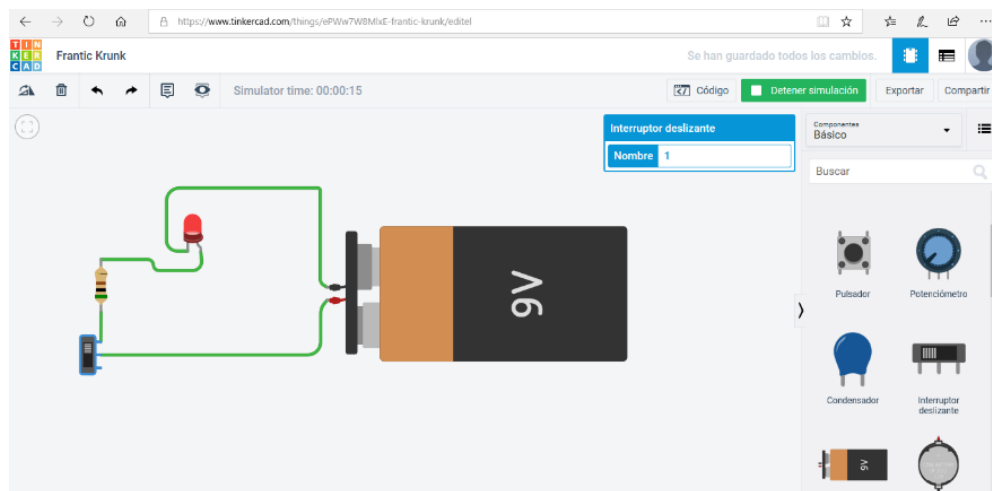 https://www.tinkercad.com/things/ePWw7W8MlxE-frantic-krunk/editel
TIN
KER
CAD
Frantic Krunk
Se han guardado todos los cambios.
Simulator time: 00:00:15
Código
Detener simulación
Exportar
Compartir
Interruptor deslizante
Nombre 1
Componentes
Básico
Buscar
9V
Pulsador
Potenciómetro
Condensador
Interruptor
deslizante
9V